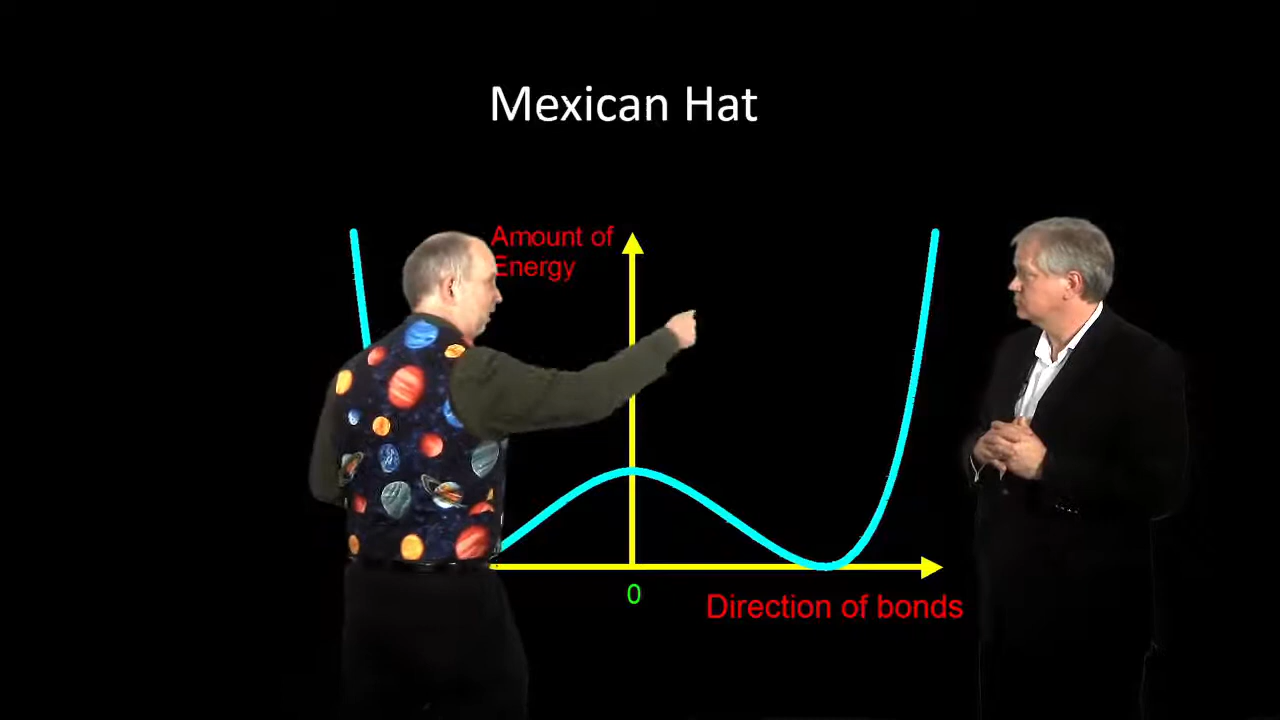 Mexican Hat
Amount of
Energy
0
Direction of bonds